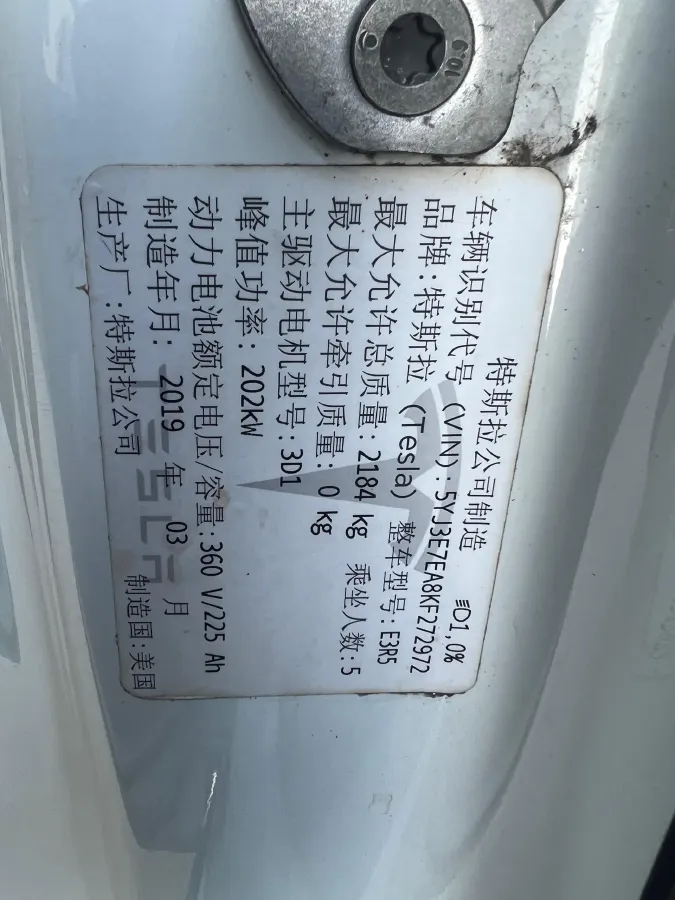 10.9
特斯拉公司制造 D1,0%
车辆识别代号 (VIN): 5YJ3E7EA8KF272972
品牌: 特斯拉 (Tesla) 整车型号: E3R5
最大允许总质量: 2184 kg 乘坐人数: 5
最大允许牵引质量: 0 kg
主驱动电机型号: 3D1
峰值功率: 202kW
动力电池额定电压/容量: 360 V/225 Ah
制造年月: 2019 年 03 月
生产厂: 特斯拉公司 制造国: 美国
TESLA